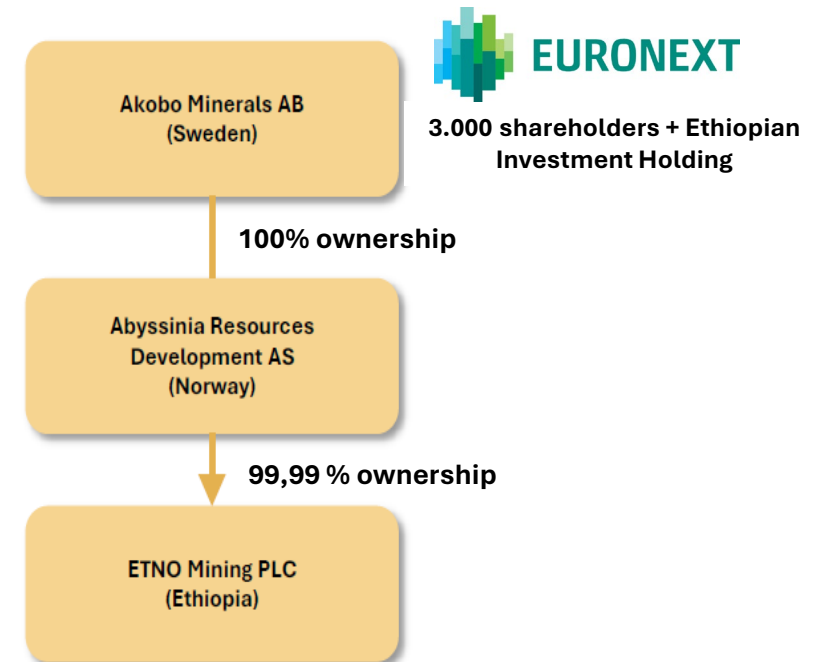 EURONEXT
Akobo Minerals AB
(Sweden)
3.000 shareholders + Ethiopian
Investment Holding
100% ownership
Abyssinia Resources
Development AS
(Norway)
99,99 % ownership
ETNO Mining PLC
(Ethiopia)